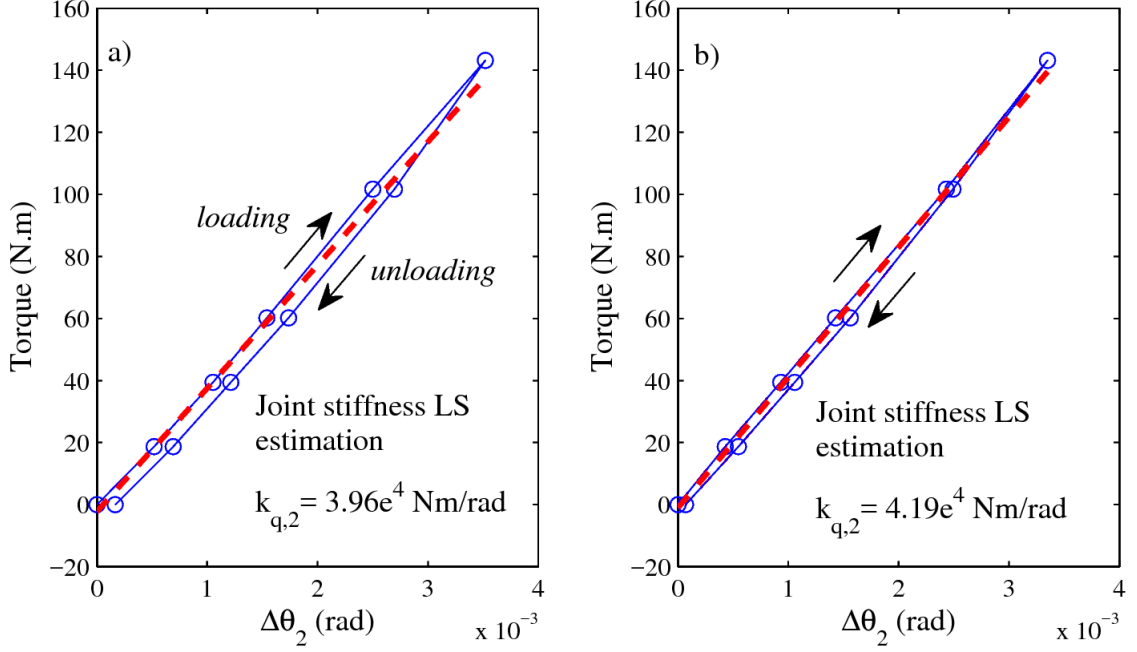 a)
160
140
120
100
80
60
40
20
0
−20
Torque (N.m)
loading
unloading
Joint stiffness LS
estimation
k_{q,2}= 3.96e^4 Nm/rad
0 1 2 3 4
Δθ_2 (rad)
x 10^{-3}
b)
160
140
120
100
80
60
40
20
0
−20
Torque (N.m)
Joint stiffness LS
estimation
k_{q,2}= 4.19e^4 Nm/rad
0 1 2 3 4
Δθ_2 (rad)
x 10^{-3}